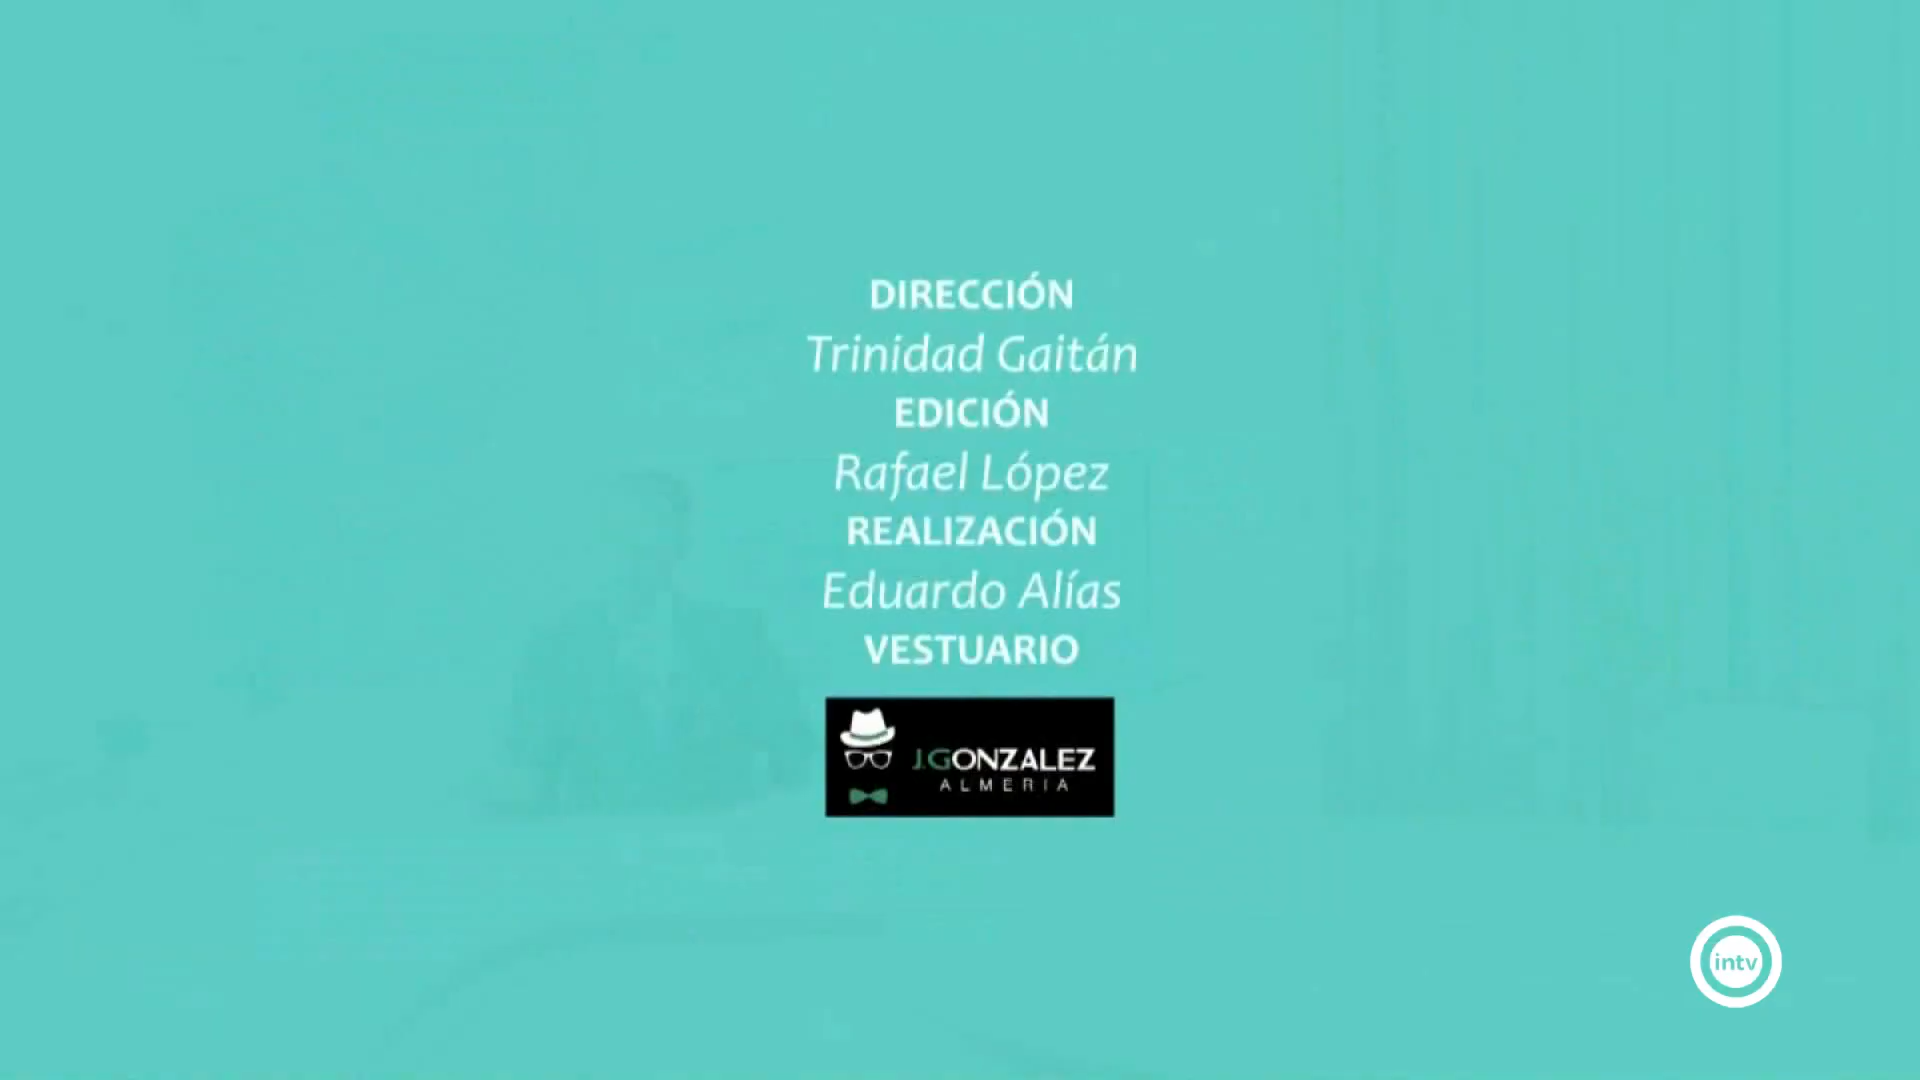 DIRECCIÓN
Trinidad Gaitán
EDICIÓN
Rafael López
REALIZACIÓN
Eduardo Alías
VESTUARIO
J.GONZALEZ
ALMERIA
intv